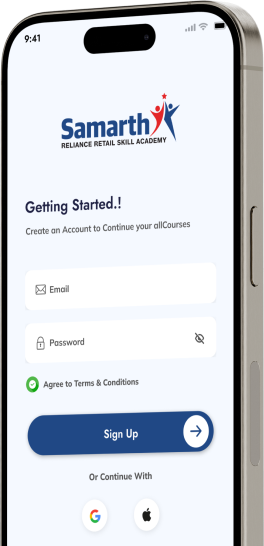 9:41
Samarth
RELIANCE RETAIL SKILL ACADEMY
Getting Started.!
Create an Account to Continue your allCourses
Email
Password
Agree to Terms & Conditions
Sign Up
Or Continue With
G